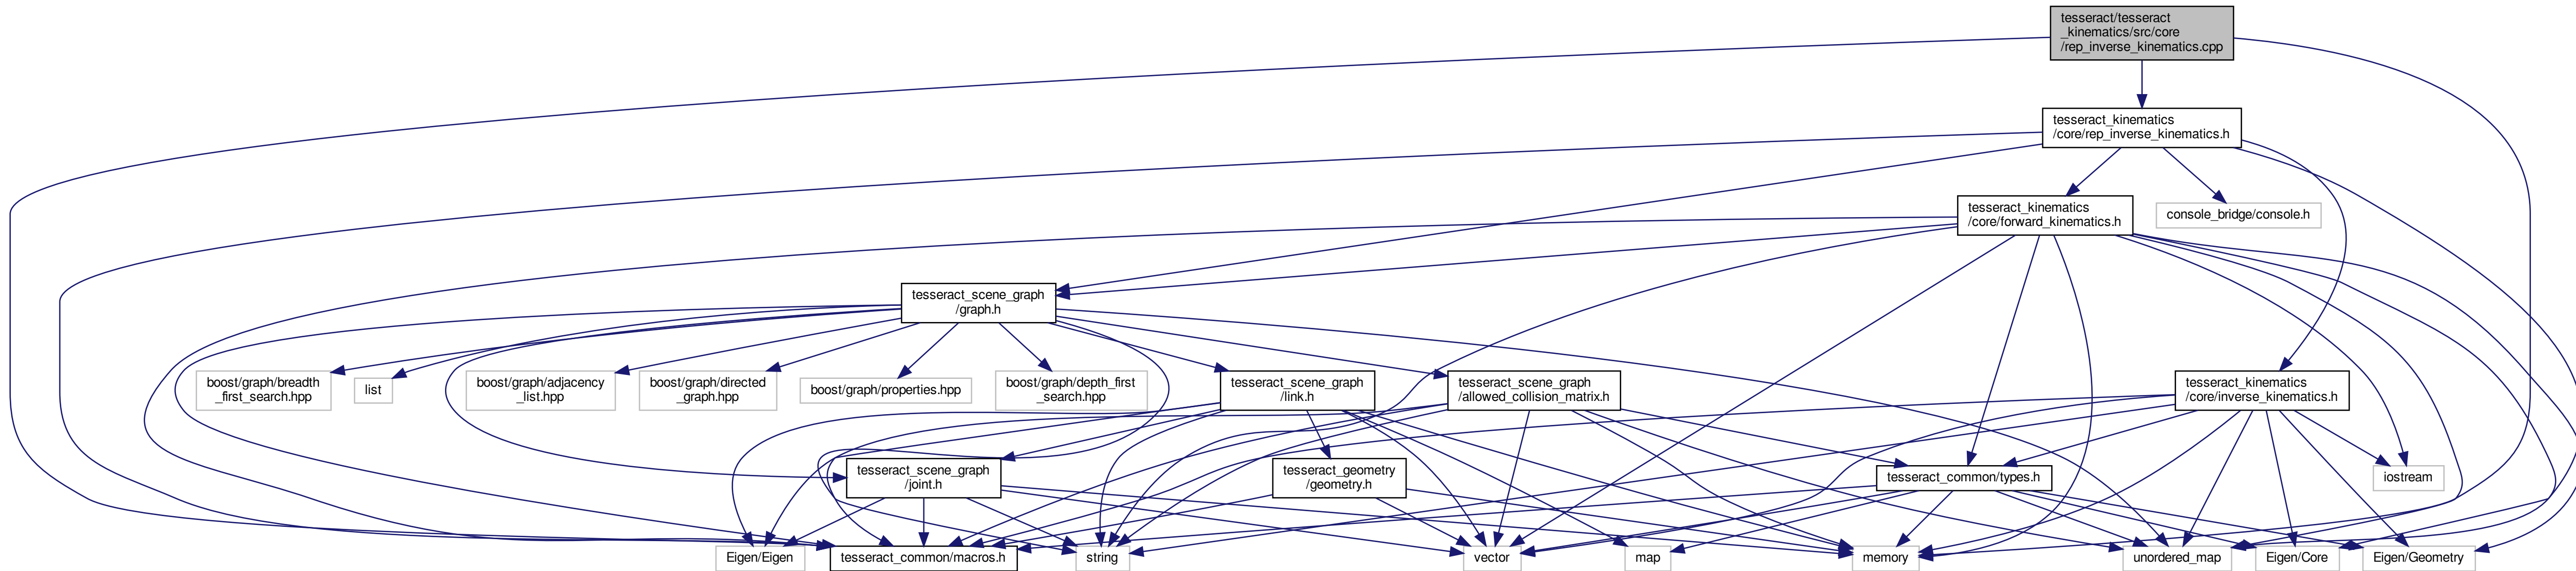 tesseract/tesseract
_kinematics/src/core
/rep_inverse_kinematics.cpp
tesseract_kinematics
/core/rep_inverse_kinematics.h
tesseract_kinematics
/core/forward_kinematics.h
console_bridge/console.h
tesseract_scene_graph
/graph.h
boost/graph/breadth
_first_search.hpp
list
boost/graph/adjacency
_list.hpp
boost/graph/directed
_graph.hpp
boost/graph/properties.hpp
boost/graph/depth_first
_search.hpp
tesseract_scene_graph
/link.h
tesseract_scene_graph
/allowed_collision_matrix.h
tesseract_kinematics
/core/inverse_kinematics.h
tesseract_scene_graph
/joint.h
tesseract_geometry
/geometry.h
tesseract_common/types.h
iostream
Eigen/Eigen
tesseract_common/macros.h
string
vector
map
memory
unordered_map
Eigen/Core
Eigen/Geometry